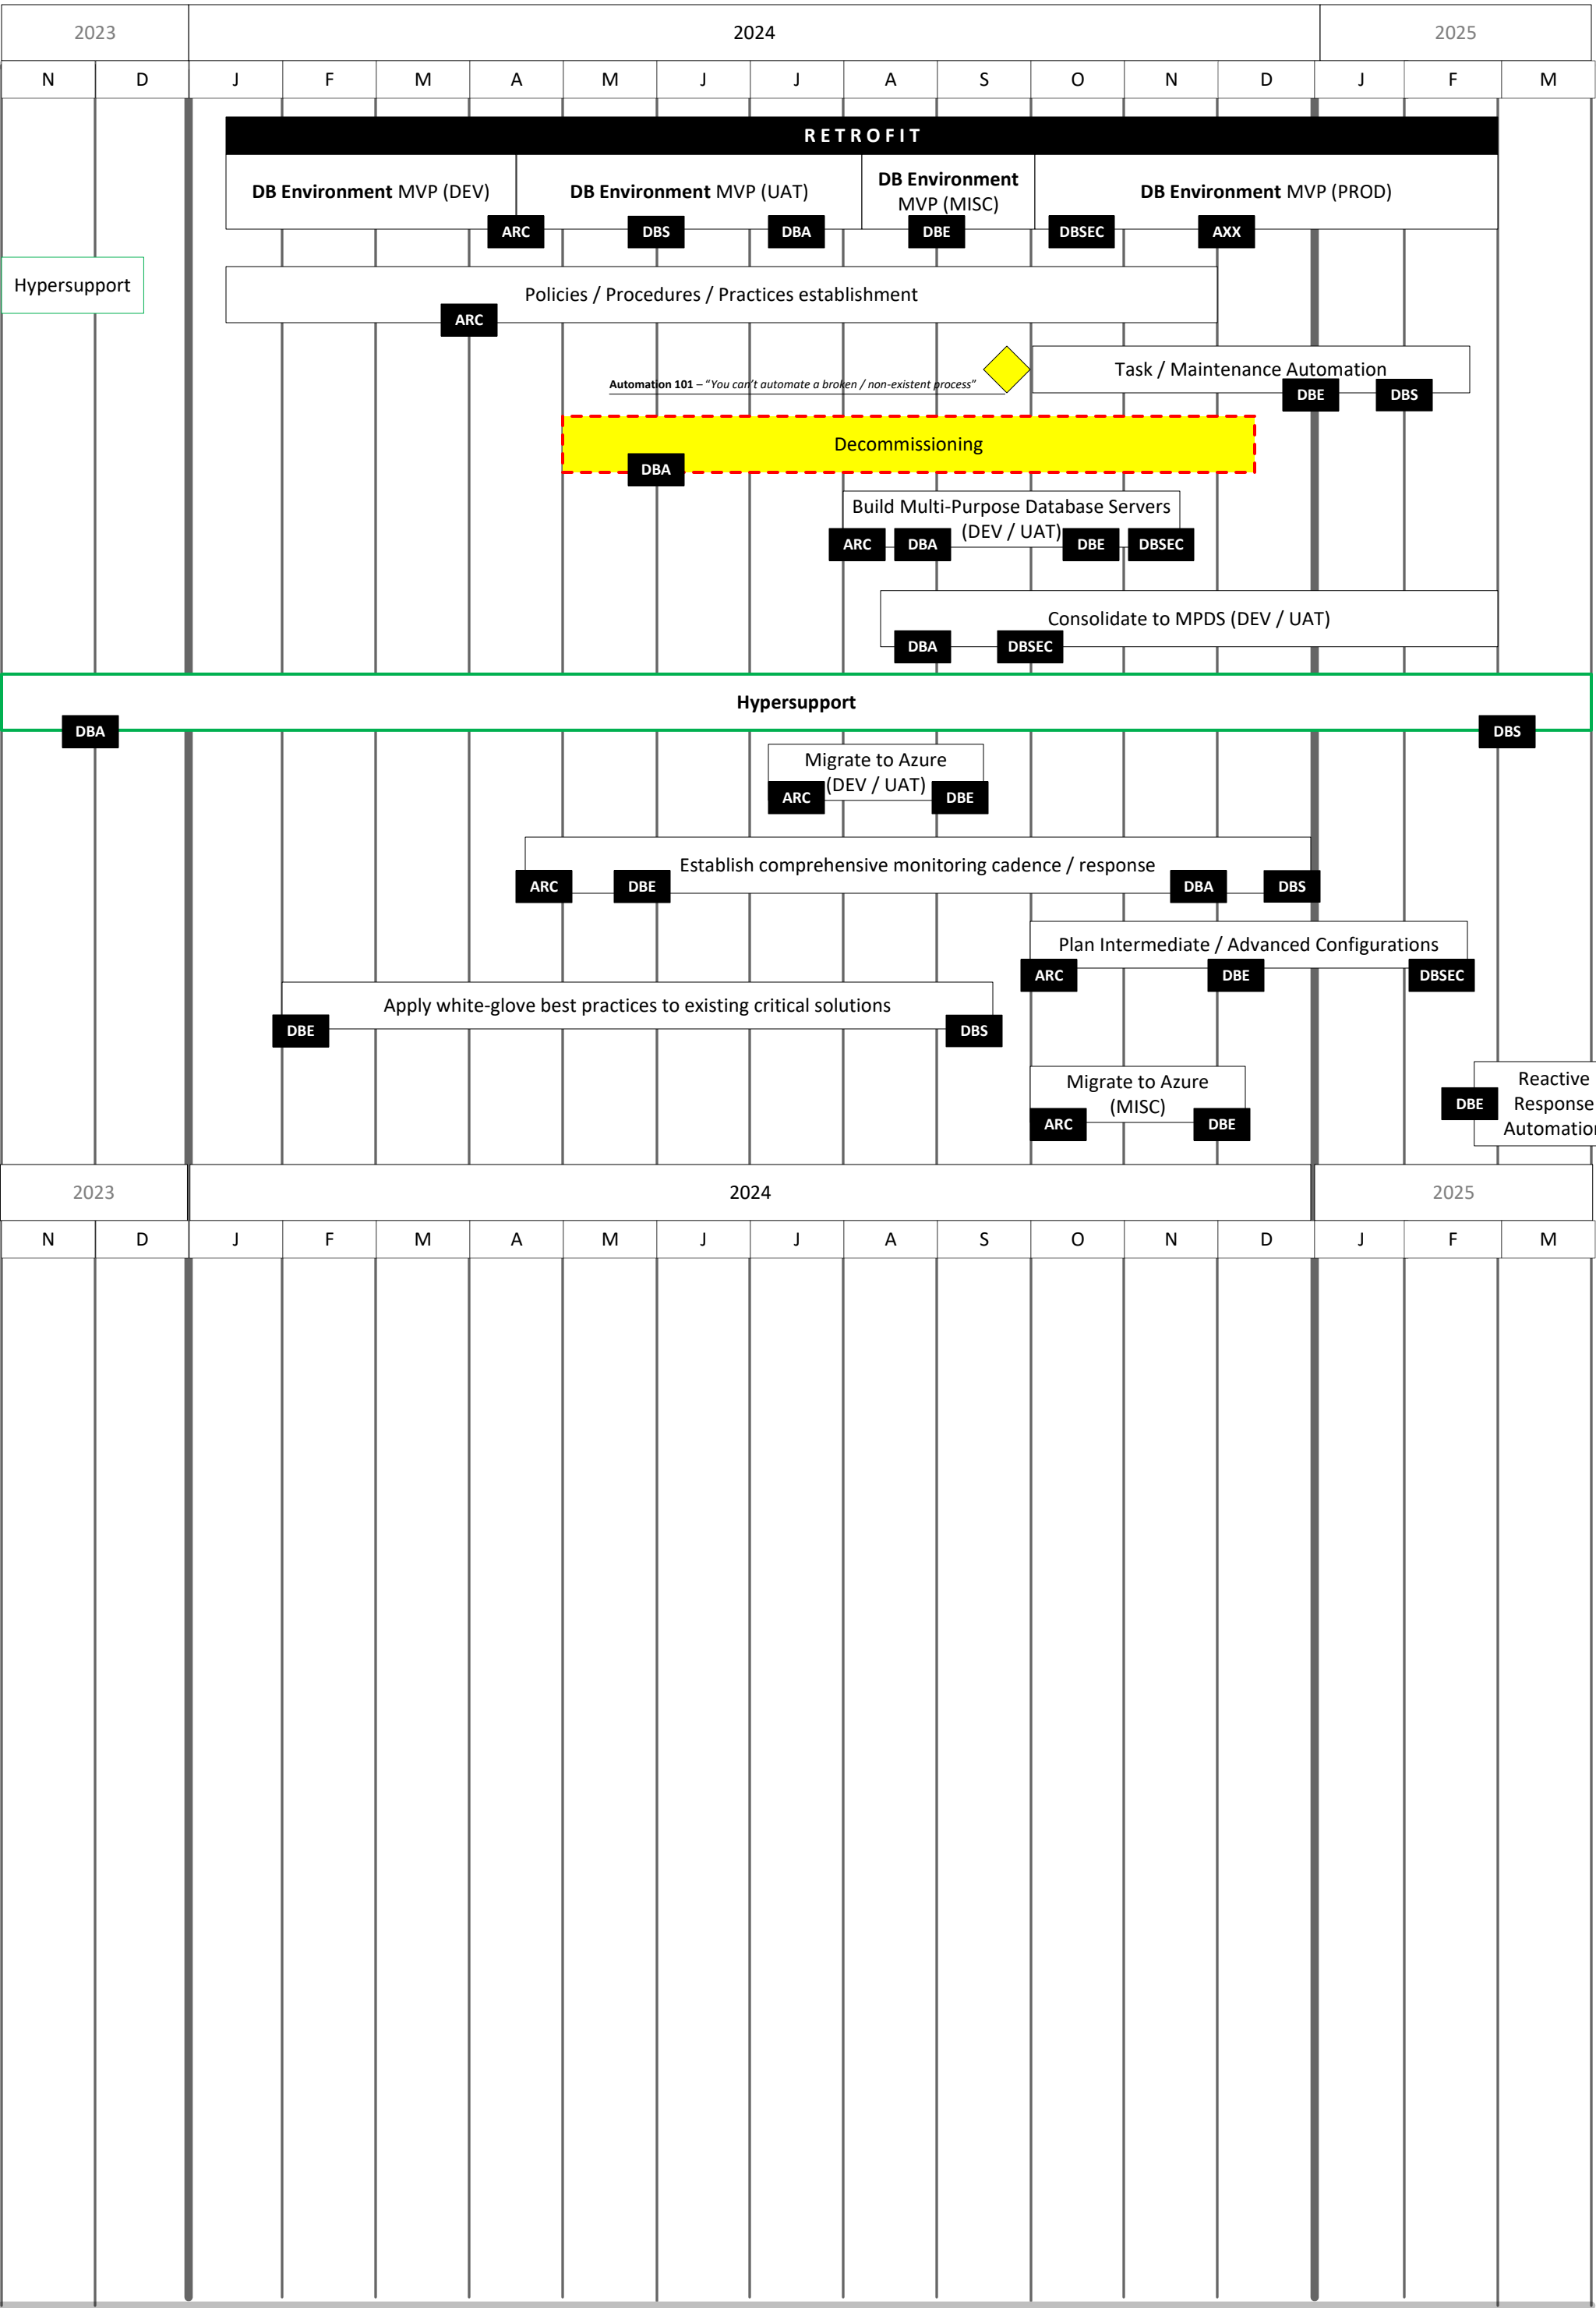 2023
2024
2025
N D J F M A M J J A S O N D J F M
RETROFIT
DB Environment MVP (DEV)
DB Environment MVP (UAT)
DB Environment
MVP (MISC)
DB Environment MVP (PROD)
ARC
DBS
DBA
DBE
DBSEC
AXX
Hypersupport
Policies / Procedures / Practices establishment
ARC
Task / Maintenance Automation
Automation 101 – “You can’t automate a broken / non-existent process”
DBE
DBS
Decommissioning
DBA
Build Multi-Purpose Database Servers
(DEV / UAT)
ARC
DBA
DBE
DBSEC
Consolidate to MPDS (DEV / UAT)
DBA
DBSEC
Hypersupport
DBA
DBS
Migrate to Azure
(DEV / UAT)
ARC
DBE
Establish comprehensive monitoring cadence / response
ARC
DBE
DBA
DBS
Plan Intermediate / Advanced Configurations
ARC
DBE
DBSEC
Apply white-glove best practices to existing critical solutions
DBE
DBS
Migrate to Azure
(MISC)
ARC
DBE
Reactive
Response
Automation
DBE
2023
2024
2025
N D J F M A M J J A S O N D J F M